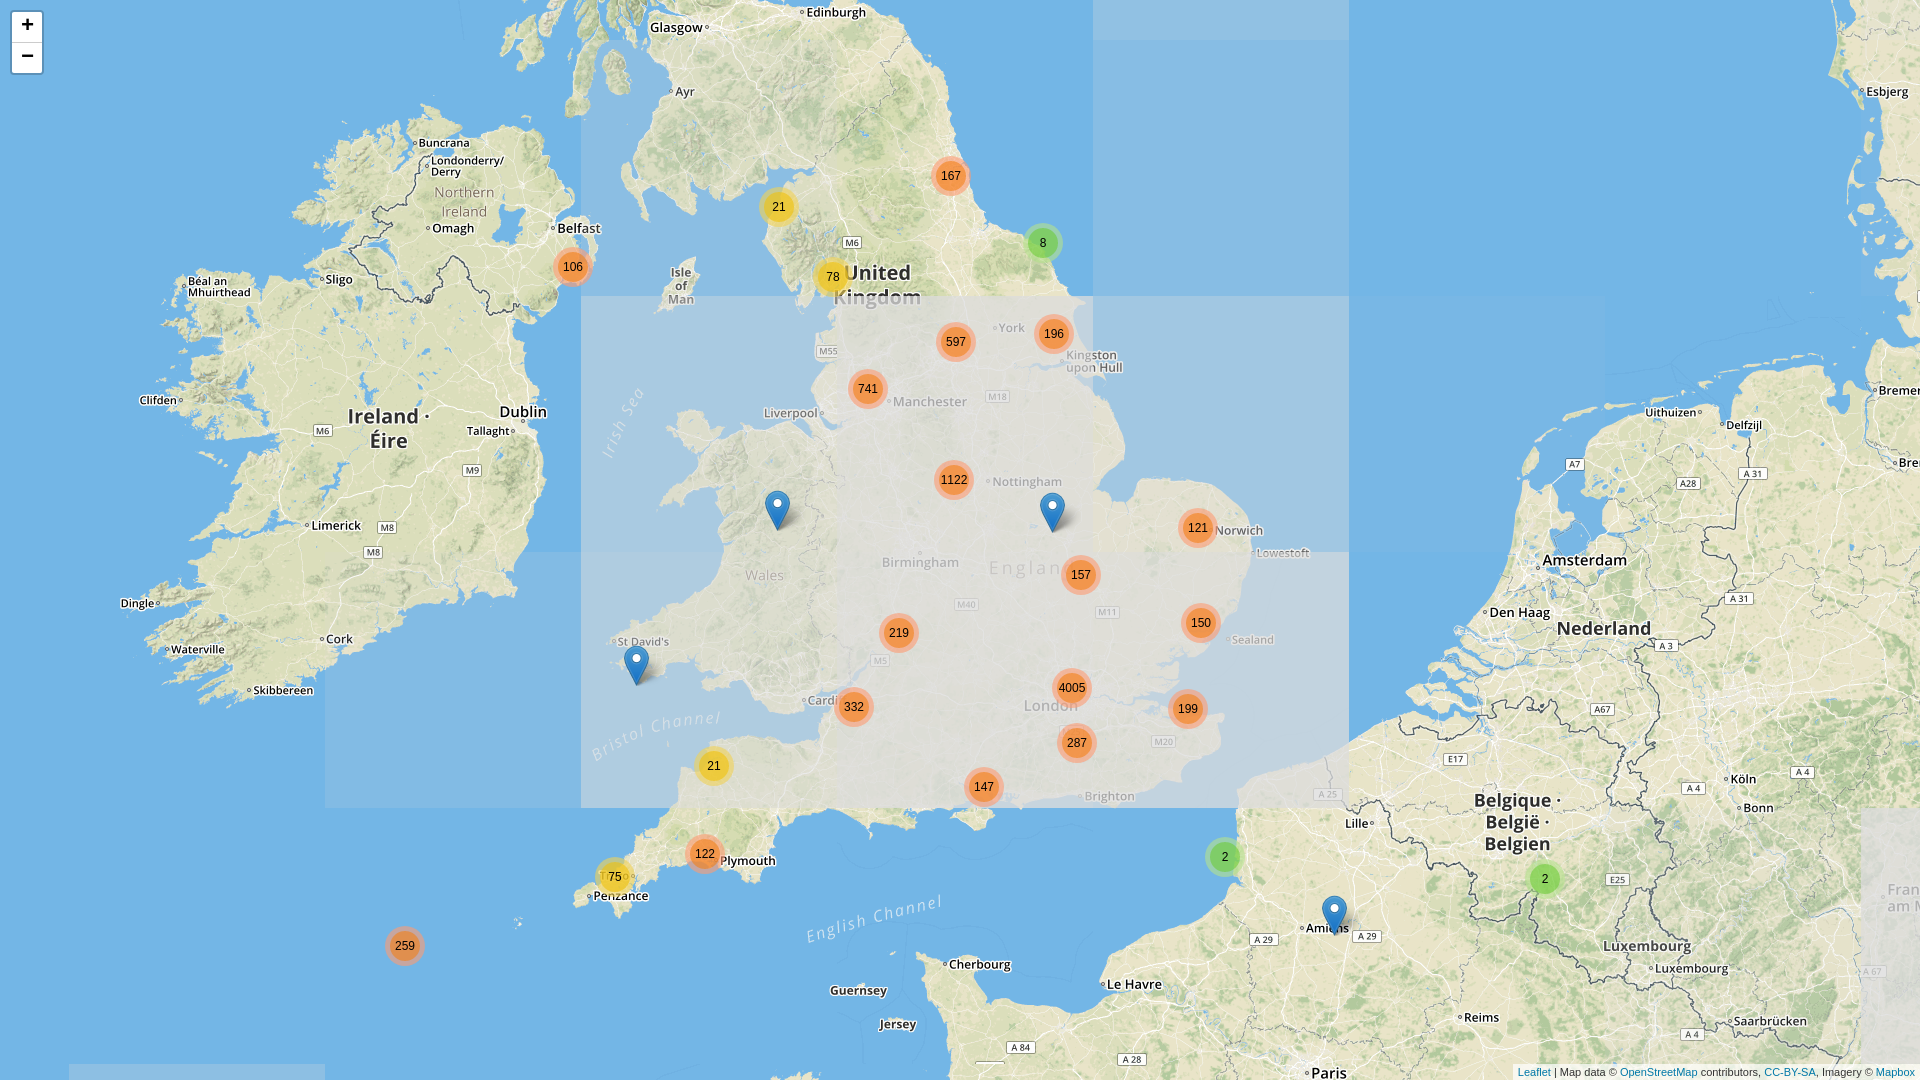 +
−
Edinburgh
Glasgow
Ayr
Esbjerg
Buncrana
Londonderry/
Derry
167
Northern
Ireland
21
Omagh
Belfast
M6
8
106
Béal an
Mhuirthead
Sligo
Isle
of
Man
78
United
Kingdom
597
York
196
M55
Kingston
upon Hull
741
Clifden
Liverpool
Manchester
M18
Bremer
Ireland ·
Éire
Dublin
Uithuizen
M6
Tallaght
Delfzijl
Irish Sea
M9
A7
A 31
Bre
1122
Nottingham
A28
Limerick
M8
121
Norwich
M8
Lowestoft
Birmingham
Amsterdam
Wales
Englan
157
Dingle
M40
M11
Den Haag
A 31
219
150
Nederland
Cork
St David's
Sealand
A 3
Waterville
M5
Skibbereen
4005
Cardi
332
London
199
A67
Bristol Channel
287
M20
E17
21
A 4
Köln
147
Brighton
A 25
A 4
Bonn
Belgique ·
België ·
Belgien
Lille
122
Plymouth
2
75
2
E25
Penzance
Fran
am M
English Channel
Amiens
259
A 29
A 29
Luxembourg
Cherbourg
Luxembourg
A 67
Le Havre
Guernsey
Reims
Jersey
Saarbrücken
A 4
A 84
A 28
Paris
Leaflet | Map data © OpenStreetMap contributors, CC-BY-SA, Imagery © Mapbox